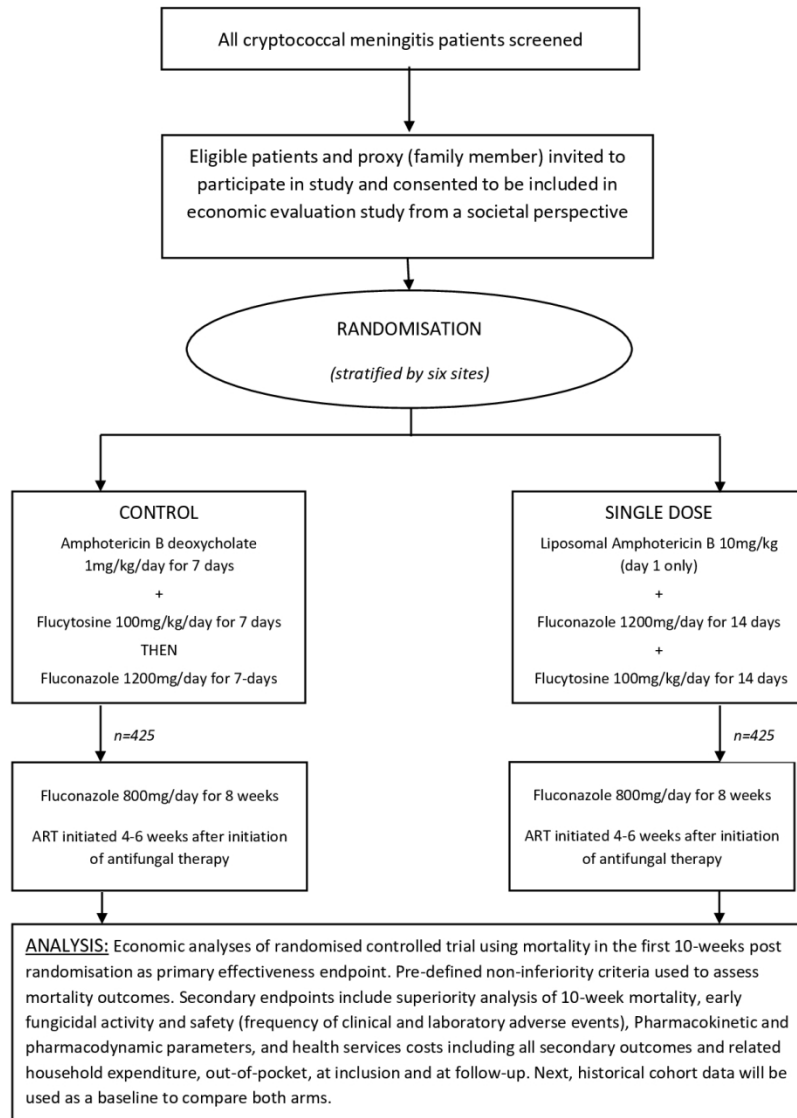 All cryptococcal meningitis patients screened
Eligible patients and proxy (family member) invited to
participate in study and consented to be included in
economic evaluation study from a societal perspective
RANDOMISATION
(stratified by six sites)
CONTROL
Amphotericin B deoxycholate
1mg/kg/day for 7 days
+
Flucytosine 100mg/kg/day for 7 days
THEN
Fluconazole 1200mg/day for 7-days
SINGLE DOSE
Liposomal Amphotericin B 10mg/kg
(day 1 only)
+
Fluconazole 1200mg/day for 14 days
+
Flucytosine 100mg/kg/day for 14 days
n=425
n=425
Fluconazole 800mg/day for 8 weeks
ART initiated 4-6 weeks after initiation
of antifungal therapy
Fluconazole 800mg/day for 8 weeks
ART initiated 4-6 weeks after initiation
of antifungal therapy
ANALYSIS: Economic analyses of randomised controlled trial using mortality in the first 10-weeks post
randomisation as primary effectiveness endpoint. Pre-defined non-inferiority criteria used to assess
mortality outcomes. Secondary endpoints include superiority analysis of 10-week mortality, early
fungicidal activity and safety (frequency of clinical and laboratory adverse events), Pharmacokinetic and
pharmacodynamic parameters, and health services costs including all secondary outcomes and related
household expenditure, out-of-pocket, at inclusion and at follow-up. Next, historical cohort data will
be used as a baseline to compare both arms.